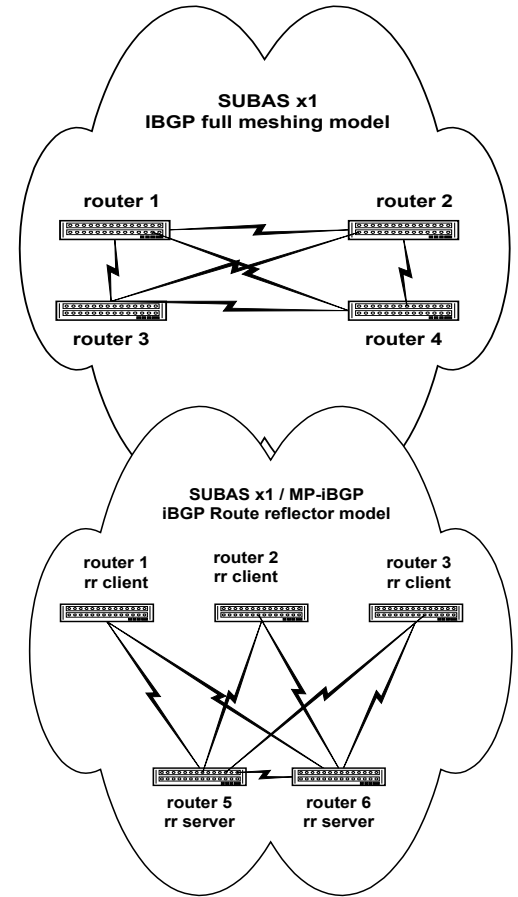 SUBAS x1
IBGP full meshing model
router 1
router 2
router 3
router 4
SUBAS x1 / MP-iBGP
iBGP Route reflector model
router 1
rr client
router 2
rr client
router 3
rr client
router 5
rr server
router 6
rr server